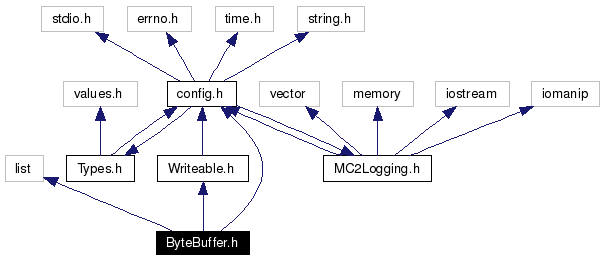 stdio.h errno.h time.h string.h
values.h config.h vector memory iostream iomanip
list Types.h Writeable.h MC2Logging.h
ByteBuffer.h